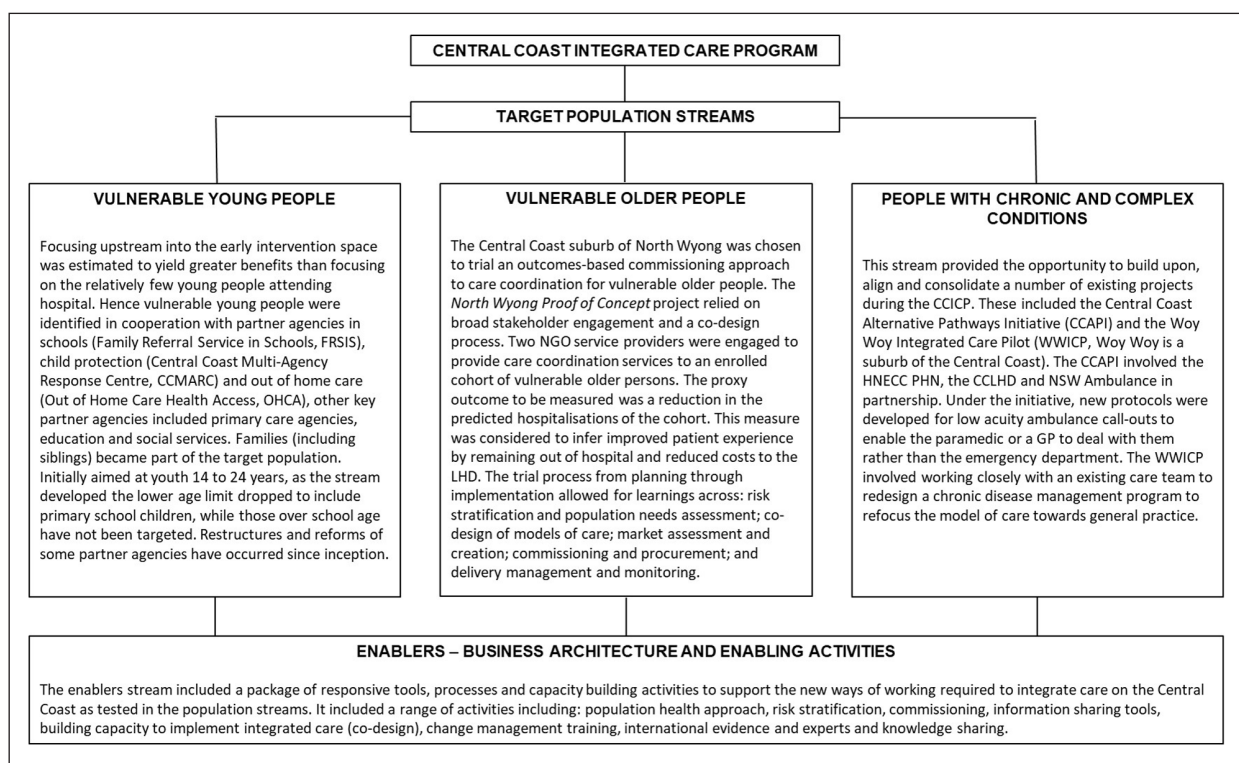 CENTRAL COAST INTEGRATED CARE PROGRAM
TARGET POPULATION STREAMS
VULNERABLE YOUNG PEOPLE
Focusing upstream into the early intervention space
was estimated to yield greater benefits than focusing
on the relatively few young people attending
hospital. Hence vulnerable young people were
identified in cooperation with partner agencies in
schools (Family Referral Service in Schools, FRSIS),
child protection (Central Coast Multi-Agency
Response Centre, CCMARC) and out of home care
(Out of Home Care Health Access, OHCA), other key
partner agencies included primary care agencies,
education and social services. Families (including
siblings) became part of the target population.
Initially aimed at youth 14 to 24 years, as the stream
developed the lower age limit dropped to include
primary school children, while those over school age
have not been targeted. Restructures and reforms of
some partner agencies have occurred since inception.
VULNERABLE OLDER PEOPLE
The Central Coast suburb of North Wyong was chosen
to trial an outcomes-based commissioning approach
to care coordination for vulnerable older people. The
North Wyong Proof of Concept project relied on
broad stakeholder engagement and a co-design
process. Two NGO service providers were engaged to
provide care coordination services to an enrolled
cohort of vulnerable older persons. The proxy
outcome to be measured was a reduction in the
predicted hospitalisations of the cohort. This measure
was considered to infer improved patient experience
by remaining out of hospital and reduced costs to the
LHD. The trial process from planning through
implementation allowed for learnings across: risk
stratification and population needs assessment; co-
design of models of care; market assessment and
creation; commissioning and procurement; and
delivery management and monitoring.
PEOPLE WITH CHRONIC AND COMPLEX
CONDITIONS
This stream provided the opportunity to build upon,
align and consolidate a number of existing projects
during the CCICP. These included the Central Coast
Alternative Pathways Initiative (CCAPI) and the Woy
Woy Integrated Care Pilot (WWICP, Woy Woy is a
suburb of the Central Coast). The CCAPI involved the
HNECC PHN, the CCLHD and NSW Ambulance in
partnership. Under the initiative, new protocols were
developed for low acuity ambulance call-outs to
enable the paramedic or a GP to deal with them
rather than the emergency department. The WWICP
involved working closely with an existing care team to
redesign a chronic disease management program to
refocus the model of care towards general practice.
ENABLERS – BUSINESS ARCHITECTURE AND ENABLING ACTIVITIES
The enablers stream included a package of responsive tools, processes and capacity building activities to support the new ways of working required to integrate care on the Central
Coast as tested in the population streams. It included a range of activities including: population health approach, risk stratification, commissioning, information sharing tools,
building capacity to implement integrated care (co-design), change management training, international evidence and experts and knowledge sharing.